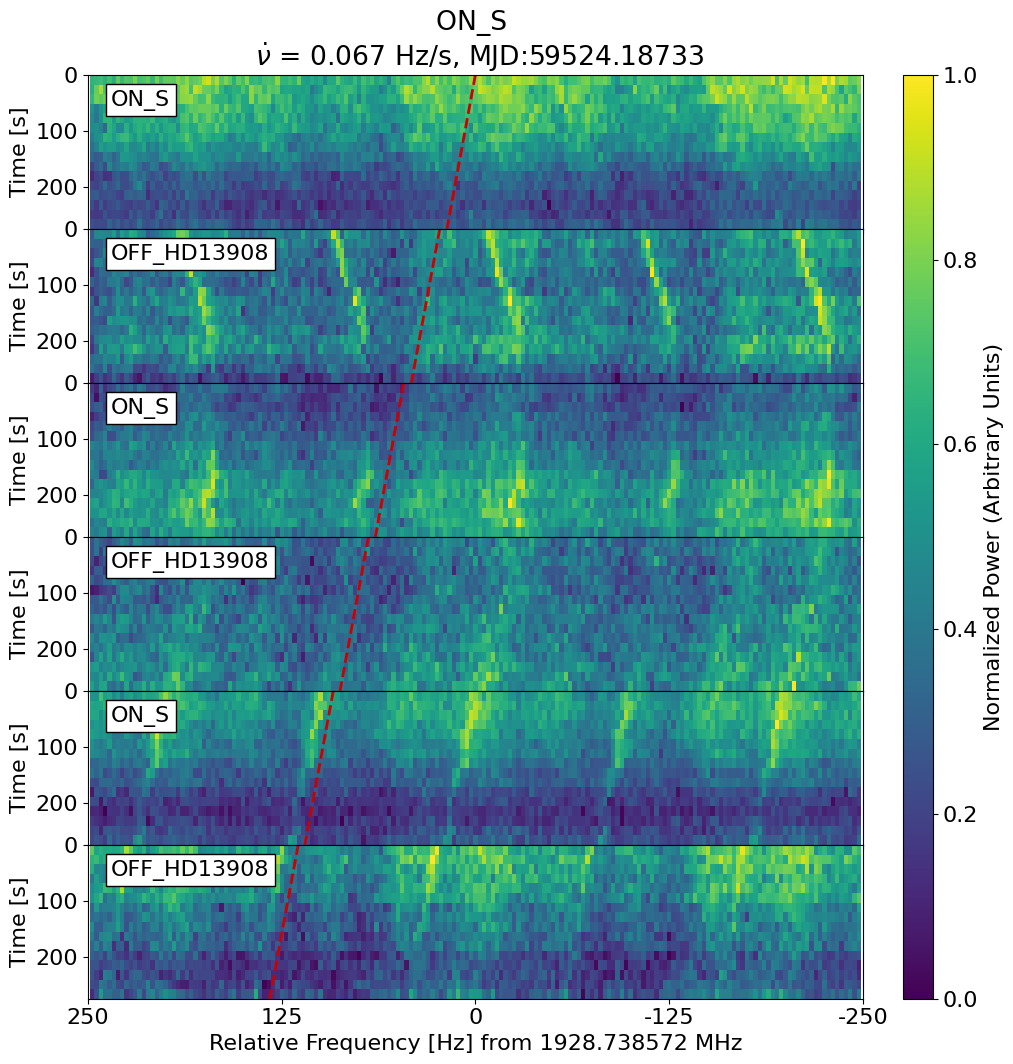 ON_S
ν̇ = 0.067 Hz/s, MJD:59524.18733
0
100
200
Time [s]
ON_S
0
100
200
Time [s]
OFF_HD13908
0
100
200
Time [s]
ON_S
0
100
200
Time [s]
OFF_HD13908
0
100
200
Time [s]
ON_S
0
100
200
Time [s]
OFF_HD13908
250
125
0
-125
-250
Relative Frequency [Hz] from 1928.738572 MHz
1.0
0.8
0.6
0.4
0.2
0.0
Normalized Power (Arbitrary Units)